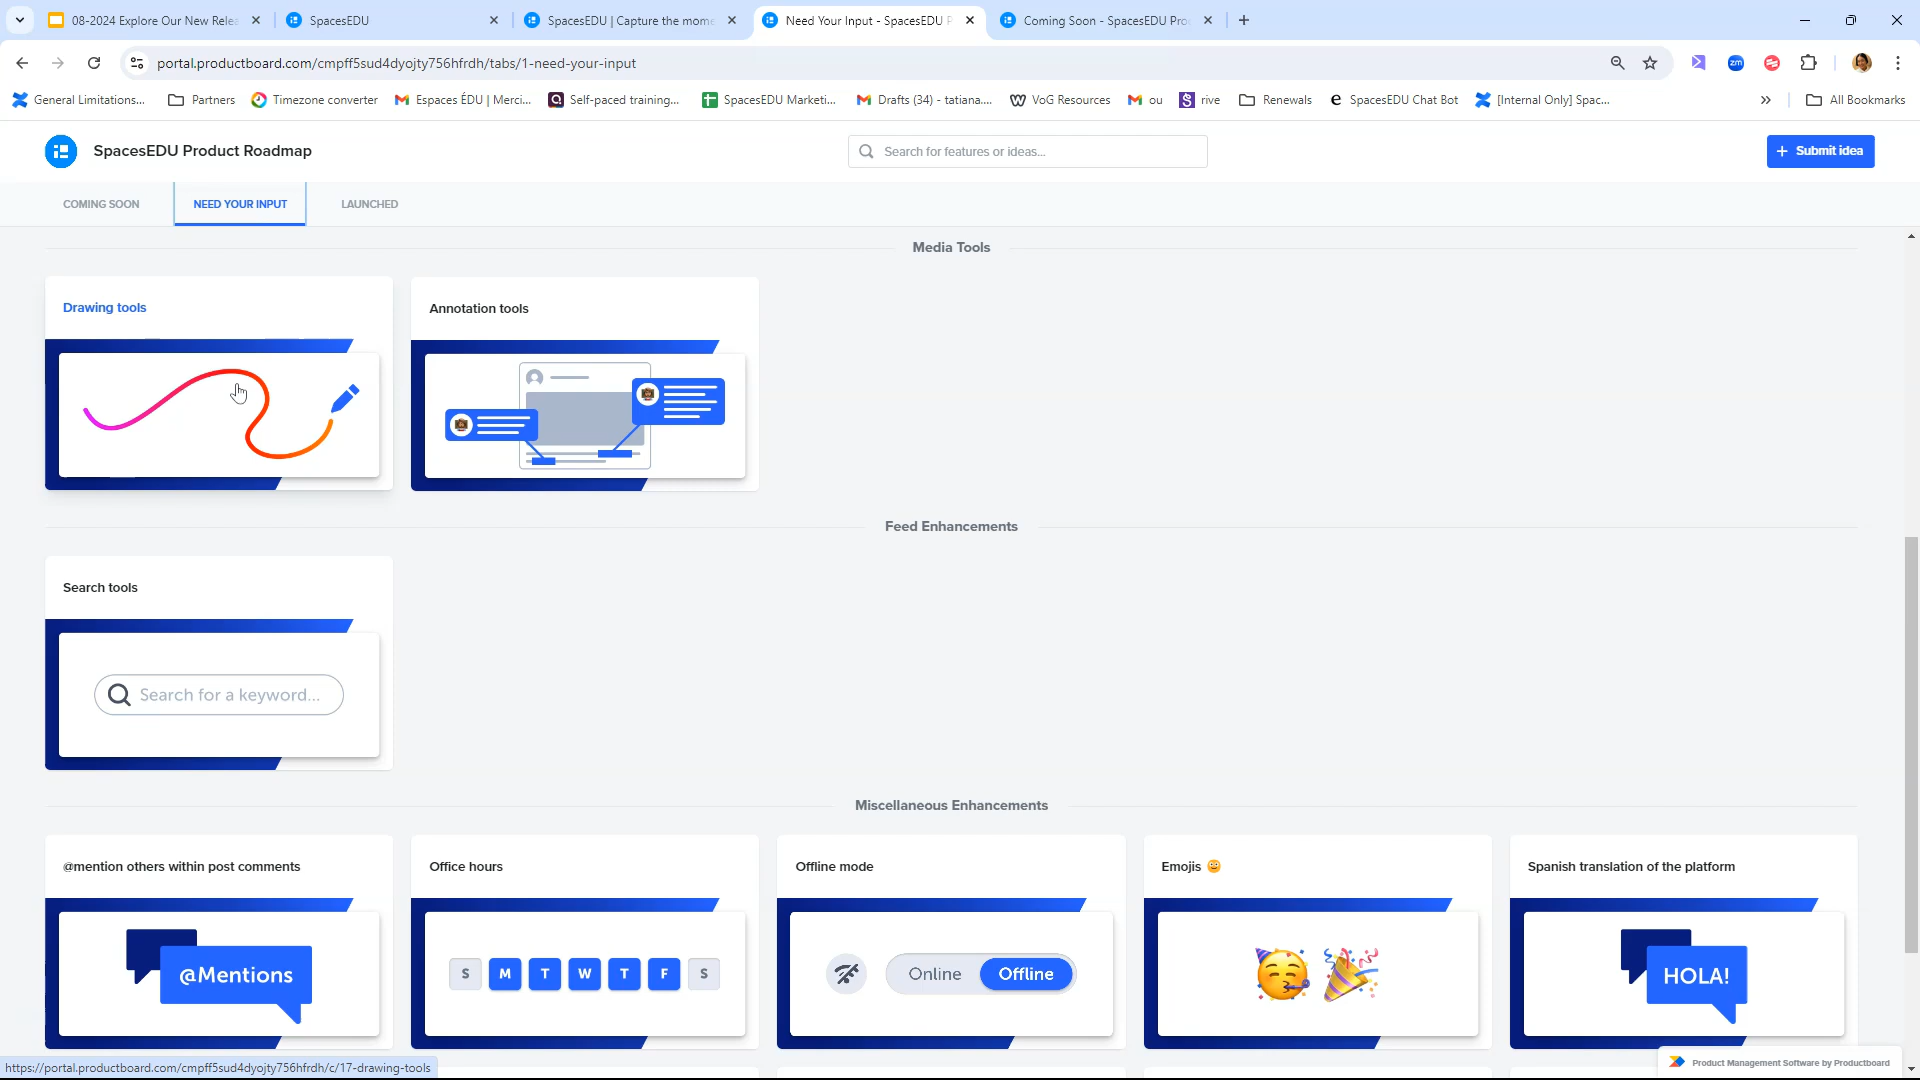 08-2024 Explore Our New Rele
SpacesEDU
SpacesEDU | Capture the mome
Need Your Input - SpacesEDU P
Coming Soon - SpacesEDU Pro
portal.productboard.com/cmpff5sud4dyojty756hfrdh/tabs/1-need-your-input
General Limitations...
Partners
Timezone converter
Espaces ÉDU | Merci...
Self-paced training...
SpacesEDU Marketi...
Drafts (34) - tatiana....
VoG Resources
ou
rive
Renewals
SpacesEDU Chat Bot
[Internal Only] Spac...
All Bookmarks
SpacesEDU Product Roadmap
Search for features or ideas...
+ Submit idea
COMING SOON
NEED YOUR INPUT
LAUNCHED
Media Tools
Drawing tools
Annotation tools
Feed Enhancements
Search tools
Search for a keyword...
Miscellaneous Enhancements
@mention others within post comments
Office hours
Offline mode
Emojis 😀
Spanish translation of the platform
@Mentions
S M T W T F S
Online Offline
HOLA!
https://portal.productboard.com/cmpff5sud4dyojty756hfrdh/c/17-drawing-tools
Product Management Software by Productboard